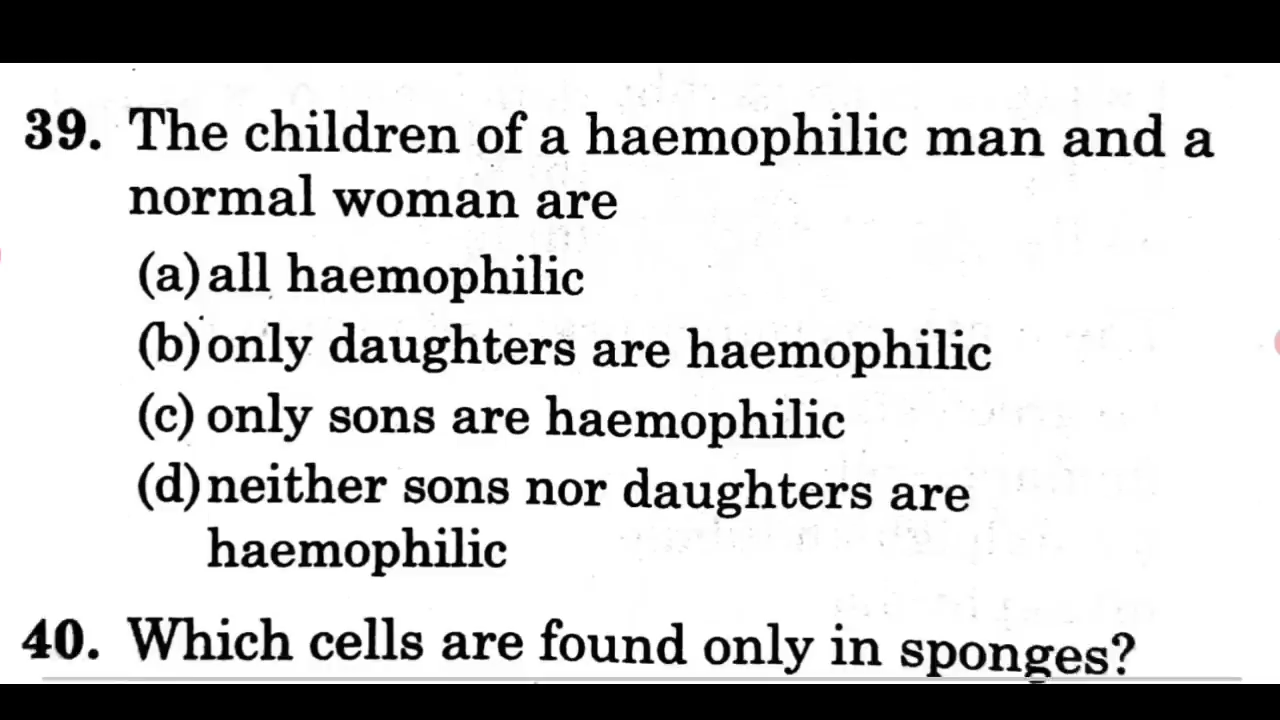 39. The children of a haemophilic man and a
normal woman are
(a) all haemophilic
(b) only daughters are haemophilic
(c) only sons are haemophilic
(d) neither sons nor daughters are
haemophilic
40. Which cells are found only in sponges?